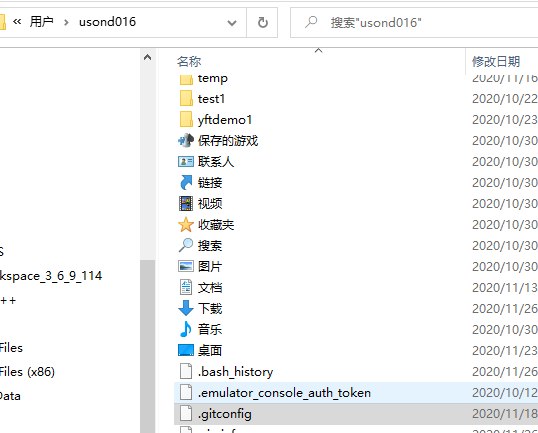 « 用户 > usond016
搜索"usond016"
名称 修改日期
temp 2020/11/16
test1 2020/10/22
yftdemo1 2020/10/23
保存的游戏 2020/10/30
联系人 2020/10/30
链接 2020/10/30
视频 2020/10/30
收藏夹 2020/10/30
S 搜索 2020/10/30
kspace_3_6_9_114 图片 2020/10/30
文档 2020/11/13
++ 下载 2020/11/26
音乐 2020/10/30
Files 桌面 2020/11/23
Files (x86) .bash_history 2020/11/26
Data .emulator_console_auth_token 2020/10/12
.gitconfig 2020/11/18